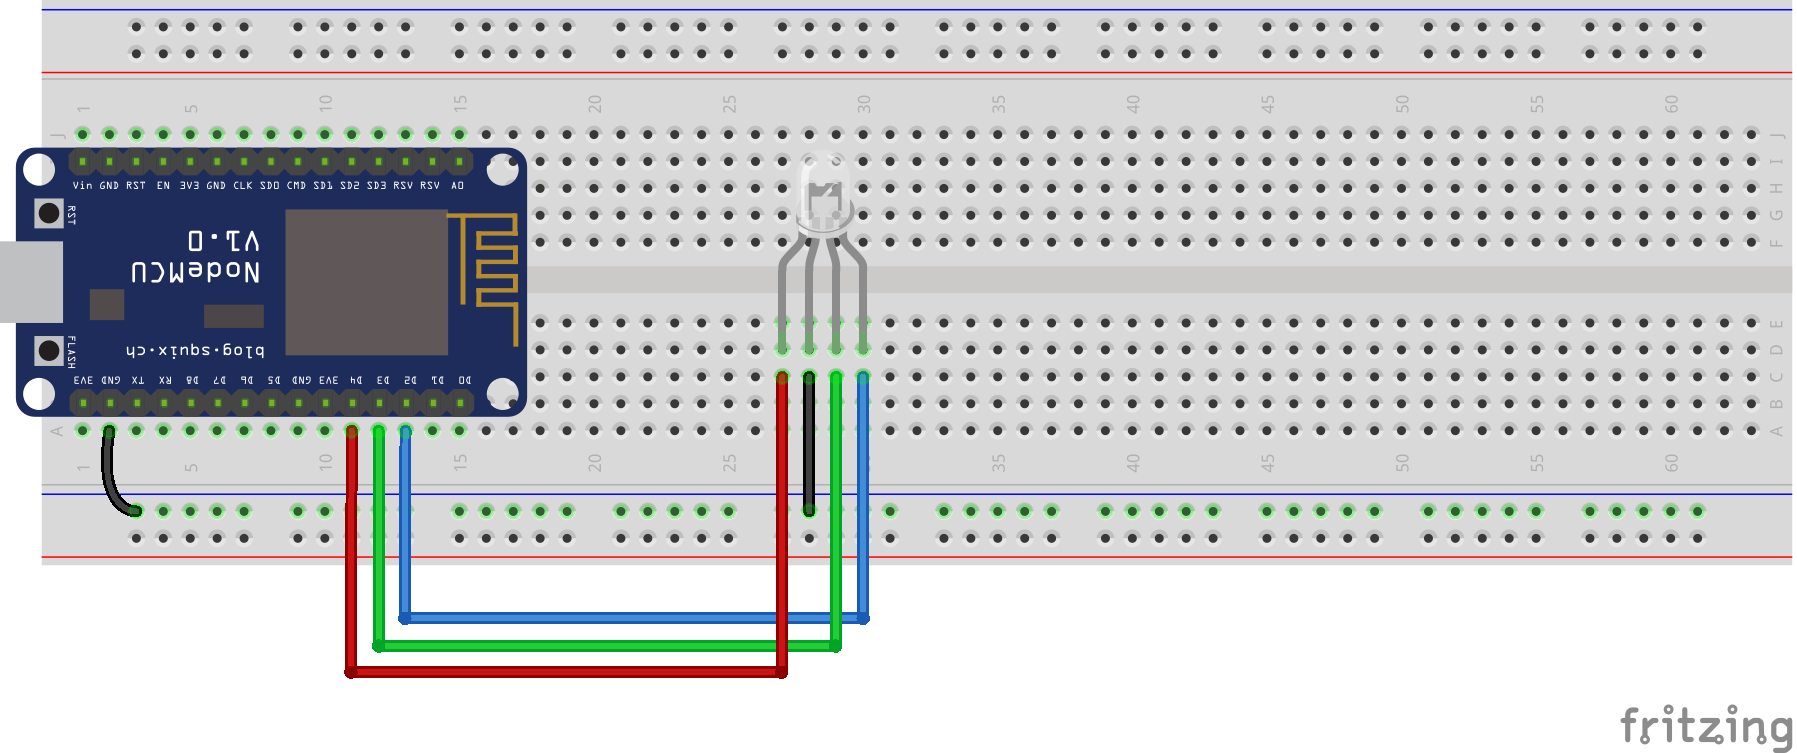 1 5 10 15 20 25 30 35 40 45 50 55 60
J J
I
H
G
F
Vin GND RST EN 3V3 GND CLK SD0 CMD SD1 SD2 SD3 RSV RSV A0
RST
V1.0
NodeMCU
blog.squix.ch
FLASH
3V3 GND TX RX D8 D7 D6 D5 GND 3V3 D4 D3 D2 D1 D0
E
D
C
B
A A
1 5 10 15 20 25 35 40 45 50 55 60
fritzing